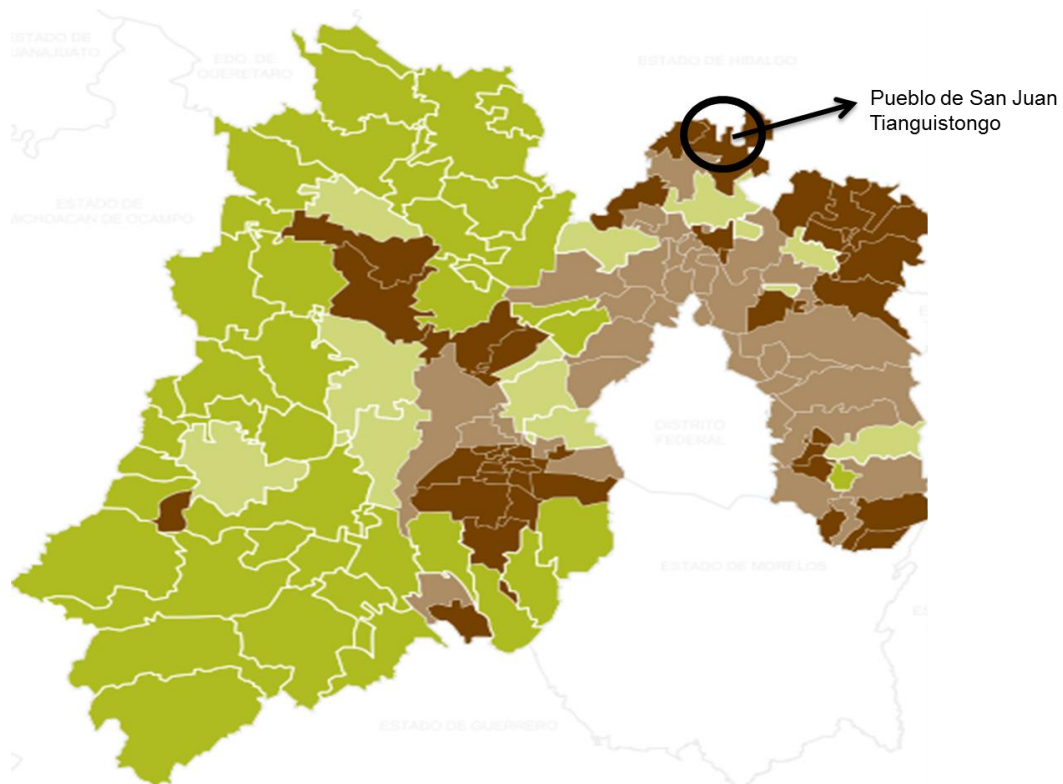 ESTADO DE
GUANAJUATO
EDO DE
QUERETARO
ESTADO DE HIDALGO
Pueblo de San Juan
Tianguistongo
ESTADO DE
MICHOACAN DE OCAMPO
DISTRITO
FEDERAL
ESTADO DE MORELOS
ESTADO DE GUERRERO